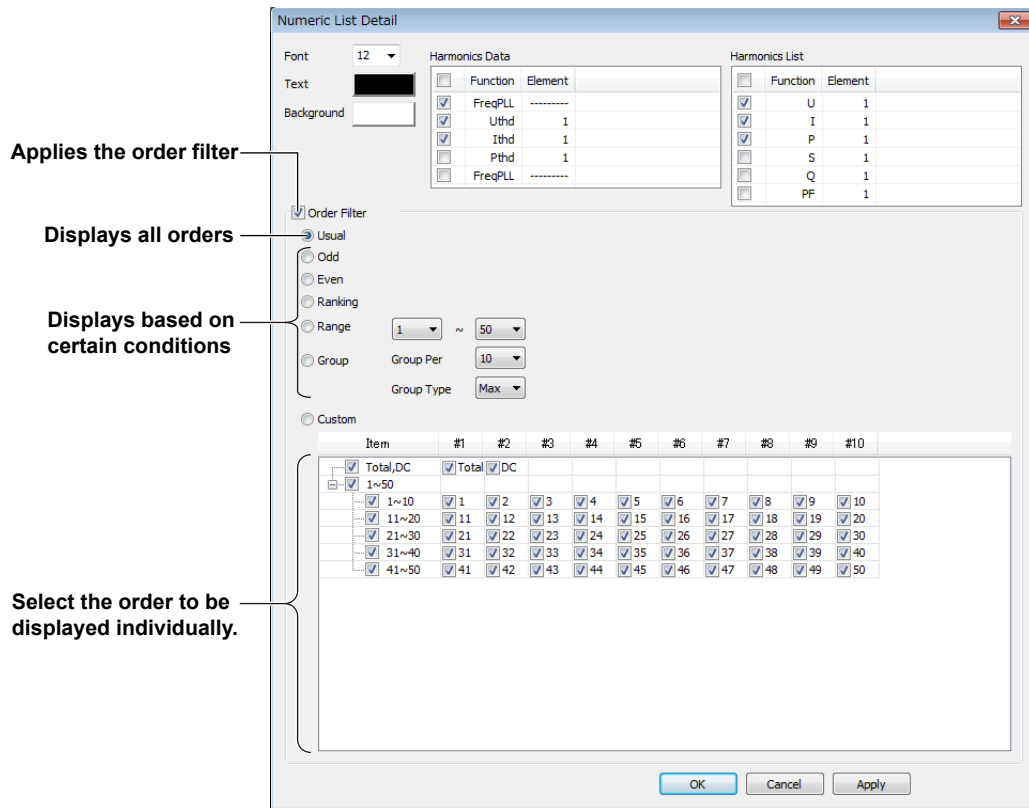 Numeric List Detail
Font 12
Text
Background
Harmonics Data
Function Element
FreqPLL ---------
Uthd 1
Ithd 1
Pthd 1
FreqPLL ---------
Harmonics List
Function Element
U 1
I 1
P 1
S 1
Q 1
PF 1
Applies the order filter
Order Filter
Displays all orders
Usual
Odd
Even
Ranking
Displays based on
certain conditions
Range 1 ~ 50
Group Group Per 10
Group Type Max
Custom
Item #1 #2 #3 #4 #5 #6 #7 #8 #9 #10
Total,DC Total DC
1~50
1~10 1 2 3 4 5 6 7 8 9 10
11~20 11 12 13 14 15 16 17 18 19 20
21~30 21 22 23 24 25 26 27 28 29 30
31~40 31 32 33 34 35 36 37 38 39 40
41~50 41 42 43 44 45 46 47 48 49 50
Select the order to be
displayed individually.
OK Cancel Apply